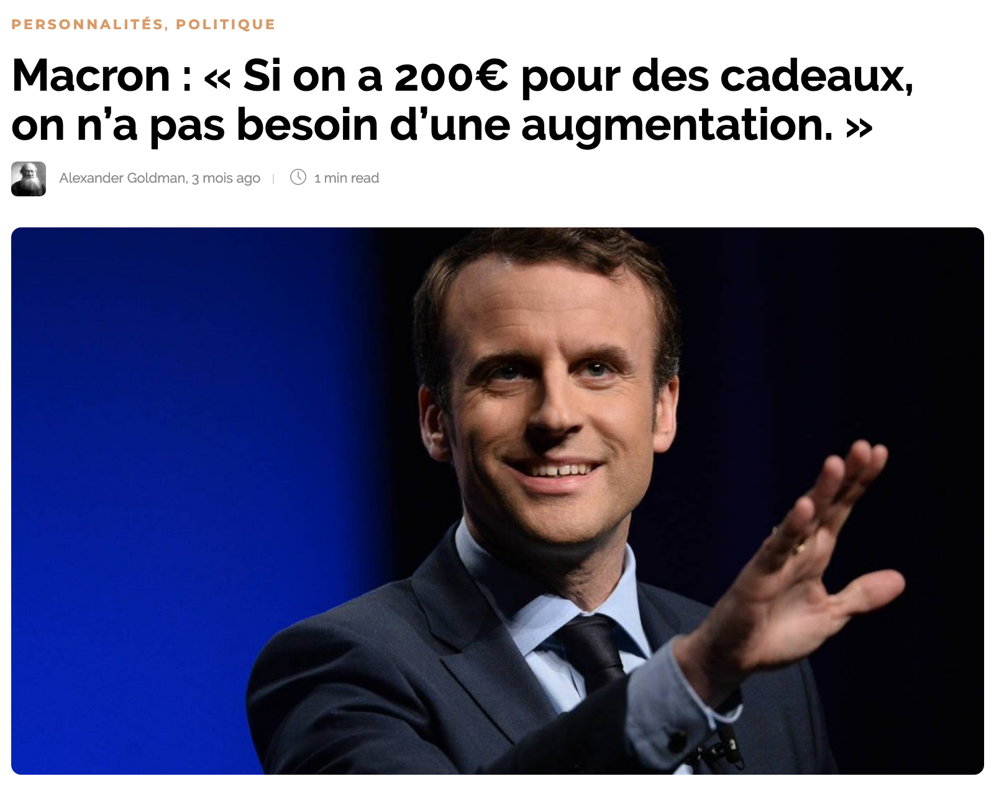 PERSONNALITÉS, POLITIQUE
Macron : « Si on a 200€ pour des cadeaux,
on n’a pas besoin d’une augmentation. »
Alexander Goldman, 3 mois ago | 1 min read